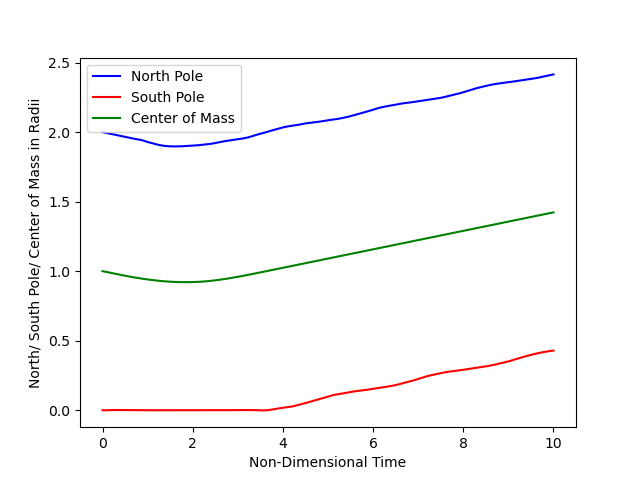 2.5
2.0
1.5
1.0
0.5
0.0
North/ South Pole/ Center of Mass in Radii
North Pole
South Pole
Center of Mass
0 2 4 6 8 10
Non-Dimensional Time